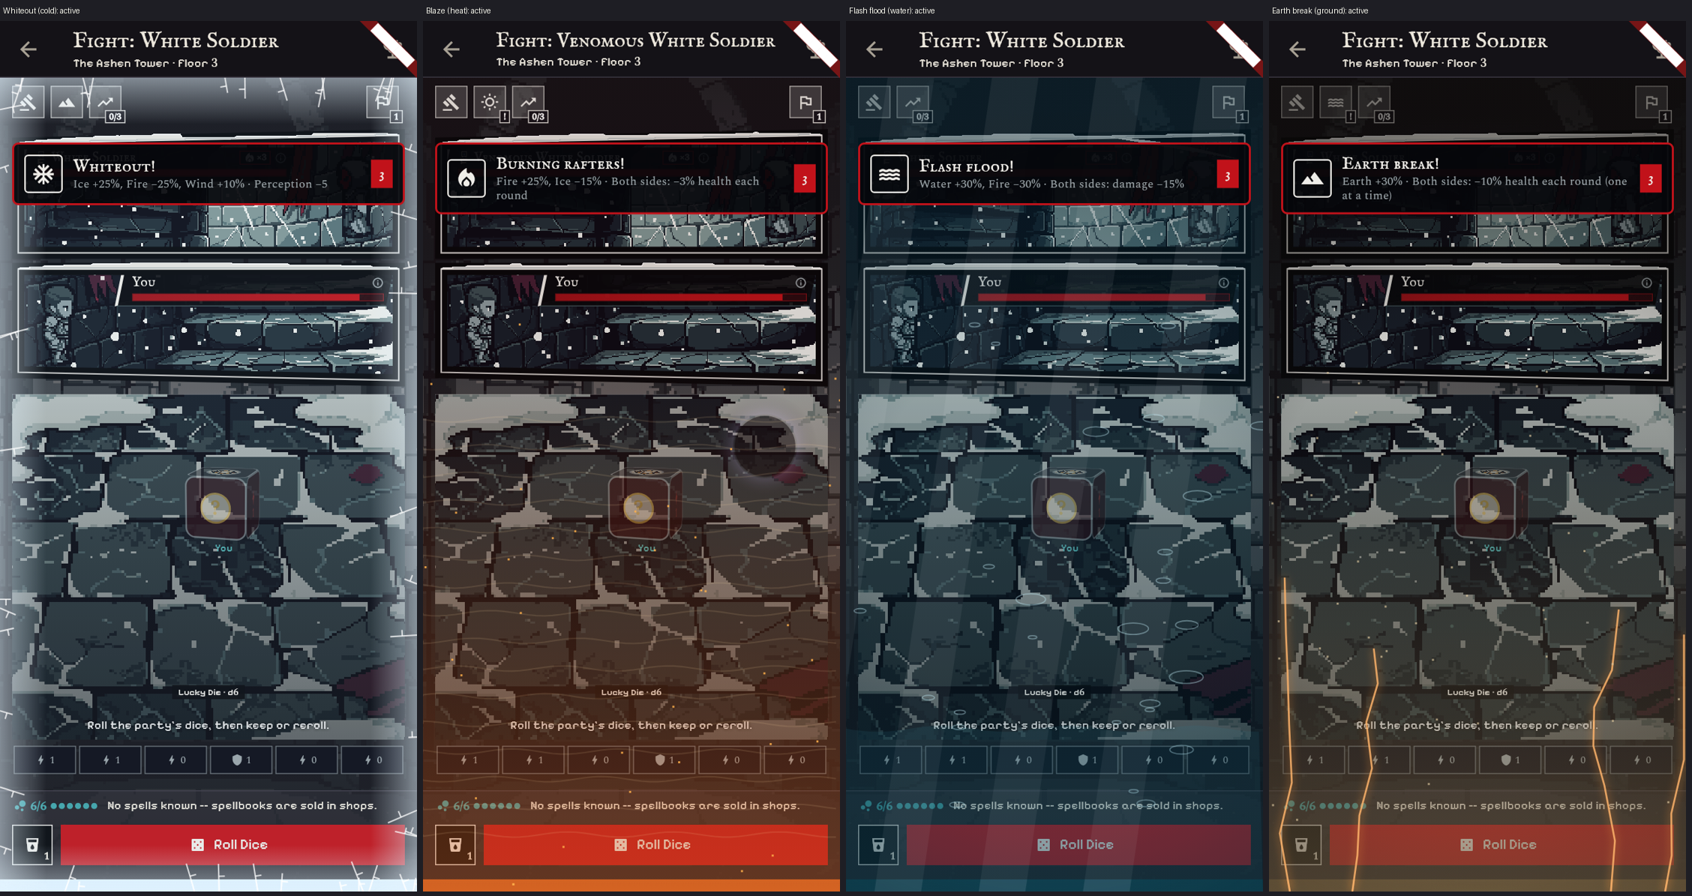 Whiteout (cold): active
Fight: White Soldier
The Ashen Tower · Floor 3
0/3
1
Whiteout!
Ice +25%, Fire −25%, Wind +10% · Perception −5
3
You
You
Lucky Die · d6
Roll the party's dice, then keep or reroll.
1 1 0 1 0 0
6/6 No spells known -- spellbooks are sold in shops.
1
Roll Dice
Blaze (heat): active
Fight: Venomous White Soldier
The Ashen Tower · Floor 3
!
0/3
1
Burning rafters!
Fire +25%, Ice −15% · Both sides: −3% health each
round
3
You
You
Lucky Die · d6
Roll the party's dice, then keep or reroll.
1 1 0 1 0 0
6/6 No spells known -- spellbooks are sold in shops.
1
Roll Dice
Flash flood (water): active
Fight: White Soldier
The Ashen Tower · Floor 3
0/3
1
Flash flood!
Water +30%, Fire −30% · Both sides: damage −15%
3
You
You
Lucky Die · d6
Roll the party's dice, then keep or reroll.
1 1 0 1 0 0
6/6 No spells known -- spellbooks are sold in shops.
1
Roll Dice
Earth break (ground): active
Fight: White Soldier
The Ashen Tower · Floor 3
!
0/3
1
Earth break!
Earth +30% · Both sides: −10% health each round (one
at a time)
3
You
You
Lucky Die · d6
Roll the party's dice, then keep or reroll.
1 1 0 1 0 0
6/6 No spells known -- spellbooks are sold in shops.
1
Roll Dice